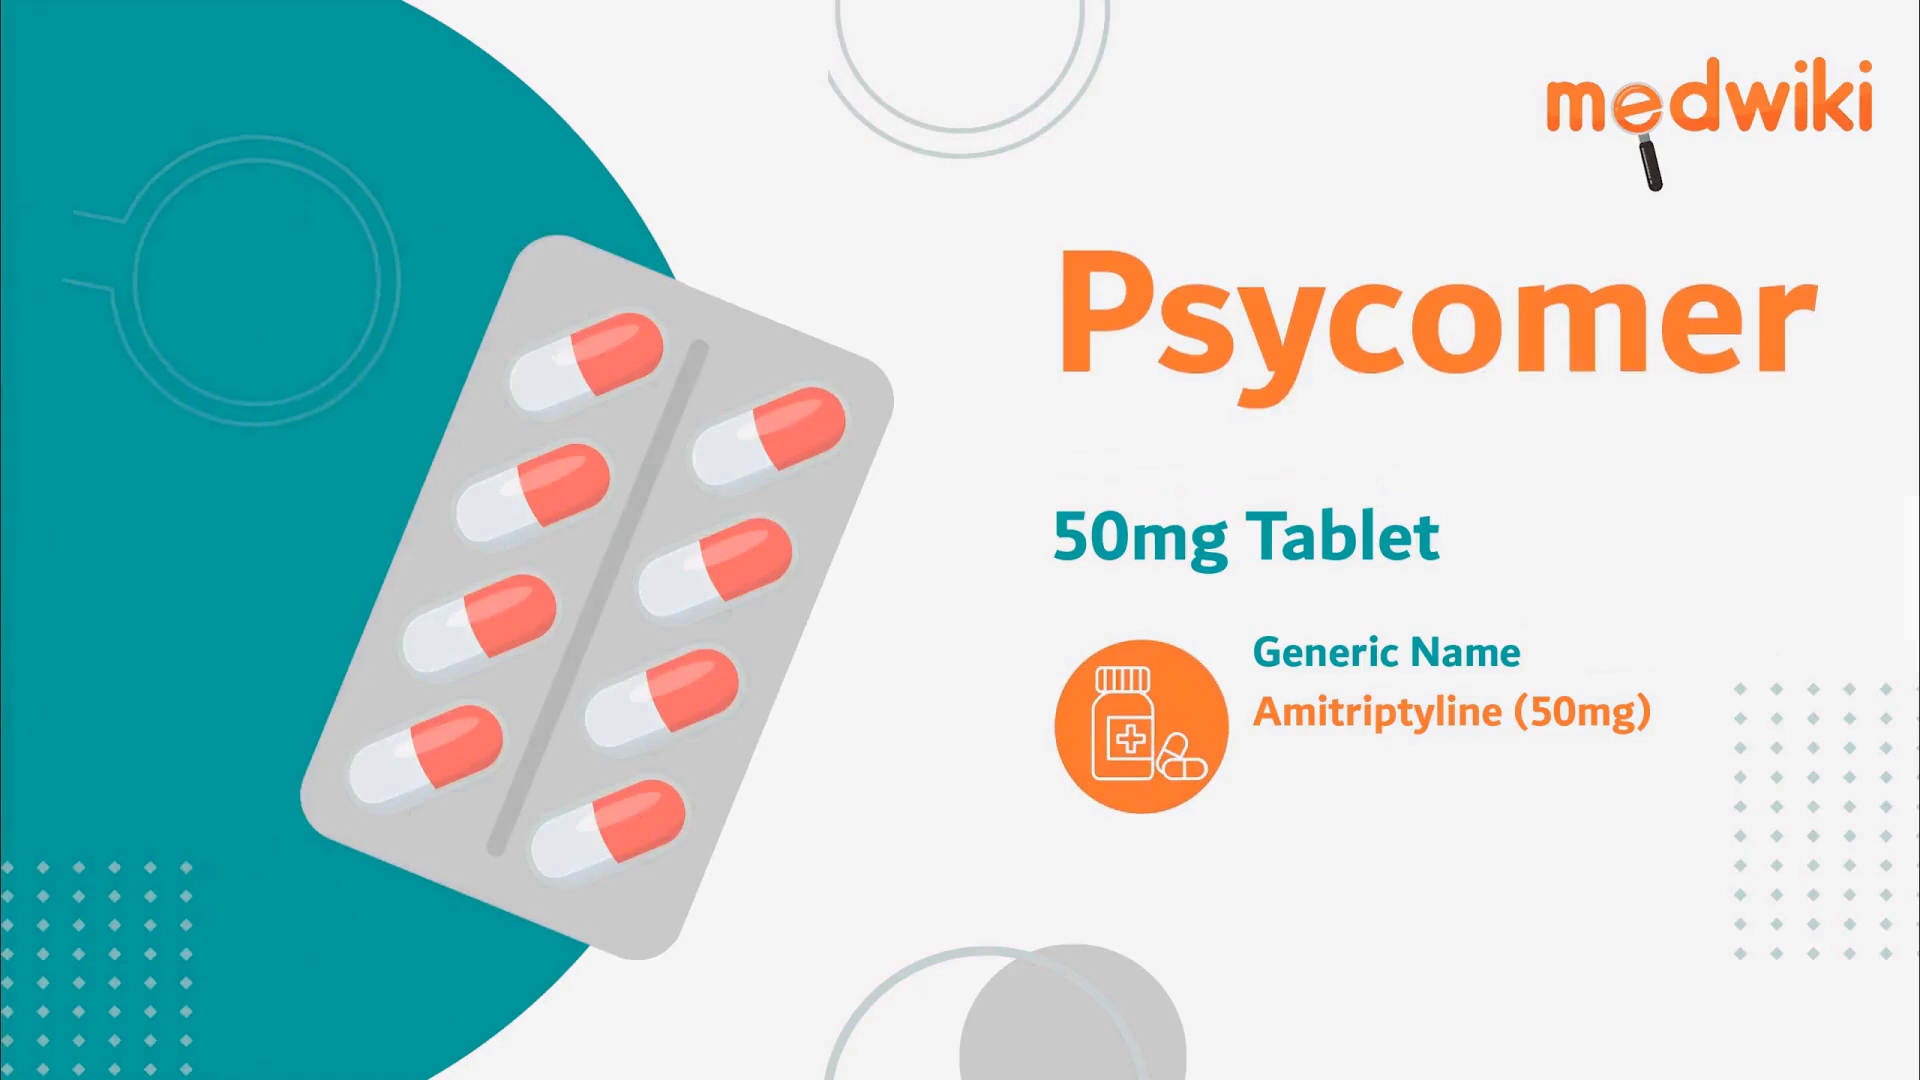 medwiki
Psycomer
50mg Tablet
Generic Name
Amitriptyline (50mg)